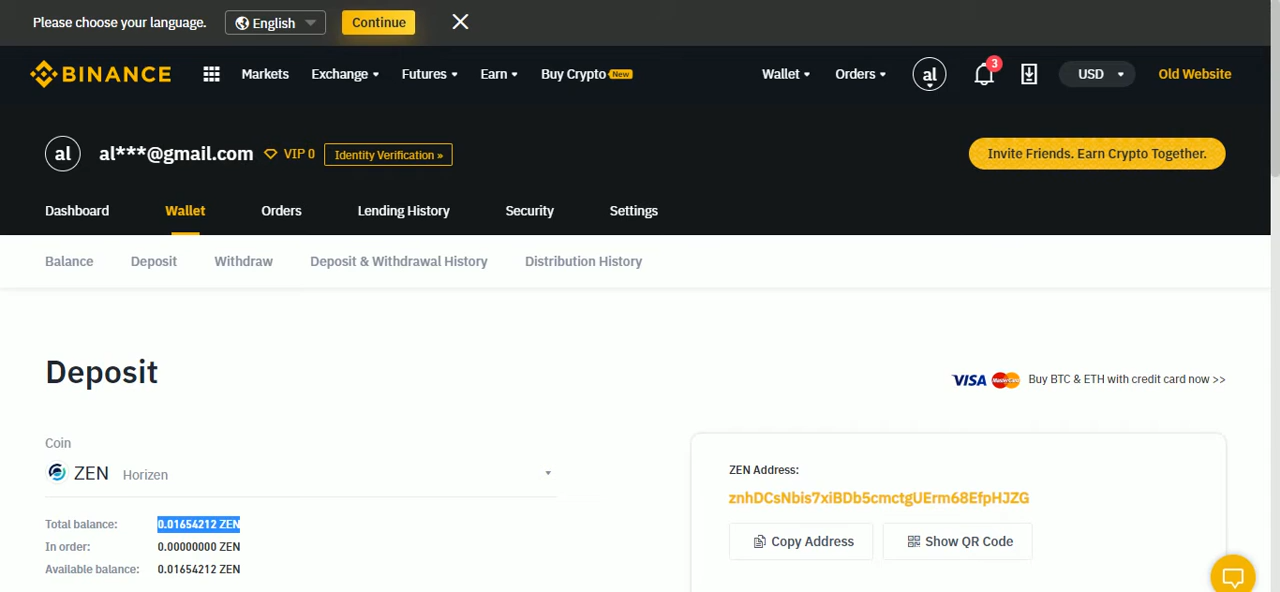 Please choose your language. English Continue
BINANCE Markets Exchange Futures Earn Buy Crypto New Wallet Orders al 3 USD Old Website
al al***@gmail.com VIP 0 Identity Verification » Invite Friends. Earn Crypto Together.
Dashboard Wallet Orders Lending History Security Settings
Balance Deposit Withdraw Deposit & Withdrawal History Distribution History
Deposit
VISA MasterCard Buy BTC & ETH with credit card now >>
Coin
ZEN Horizen
ZEN Address:
znhDCsNbis7xiBDb5cmctgUErm68EfpHJZG
Total balance: 0.01654212 ZEN
In order: 0.00000000 ZEN
Copy Address Show QR Code
Available balance: 0.01654212 ZEN